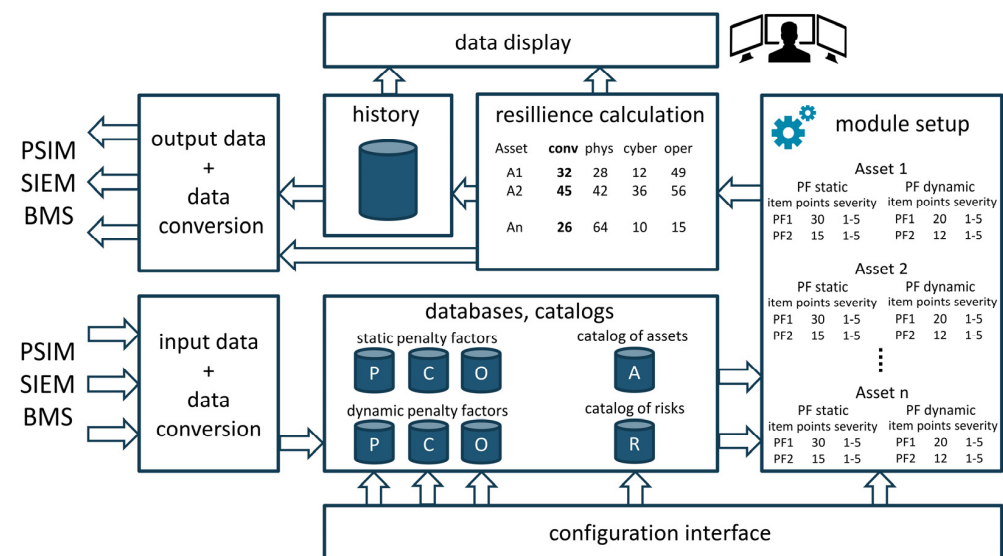 data display
output data
+
data
conversion
PSIM
SIEM
BMS
history
resillience calculation
Asset conv phys cyber oper
A1 32 28 12 49
A2 45 42 36 56
An 26 64 10 15
module setup
Asset 1
PF static PF dynamic
item points severity item points severity
PF1 30 1-5 PF1 20 1-5
PF2 15 1-5 PF2 12 1-5
Asset 2
PF static PF dynamic
item points severity item points severity
PF1 30 1-5 PF1 20 1-5
PF2 15 1-5 PF2 12 1-5
Asset n
PF static PF dynamic
item points severity item points severity
PF1 30 1-5 PF1 20 1-5
PF2 15 1-5 PF2 12 1-5
PSIM
SIEM
BMS
input data
+
data
conversion
databases, catalogs
static penalty factors
P C O
catalog of assets
A
dynamic penalty factors
P C O
catalog of risks
R
configuration interface